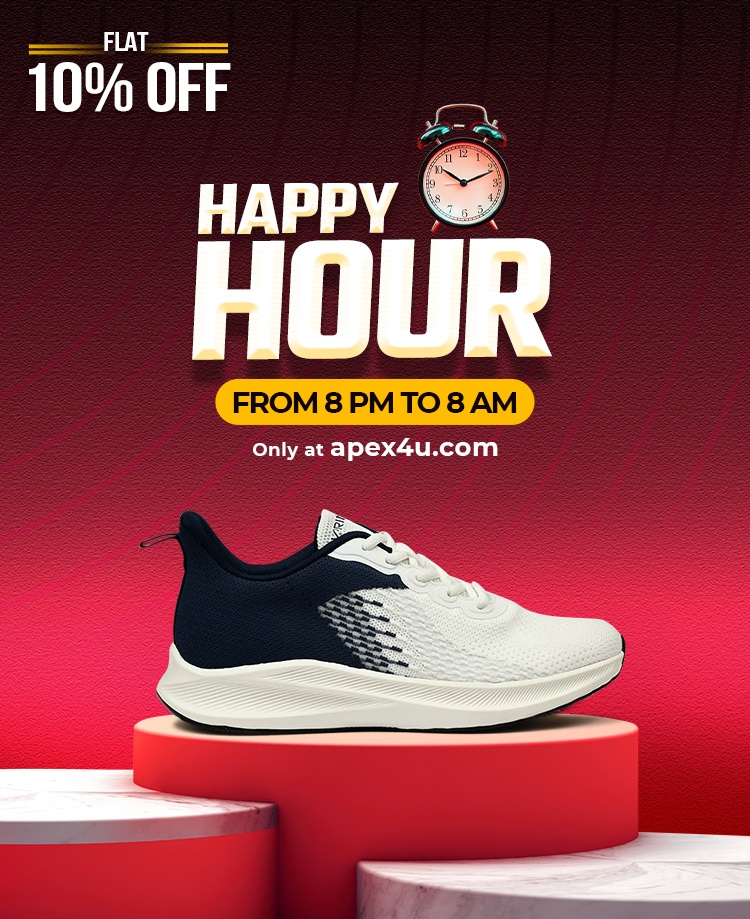 FLAT
10% OFF
HAPPY
HOUR
FROM 8 PM TO 8 AM
Only at apex4u.com